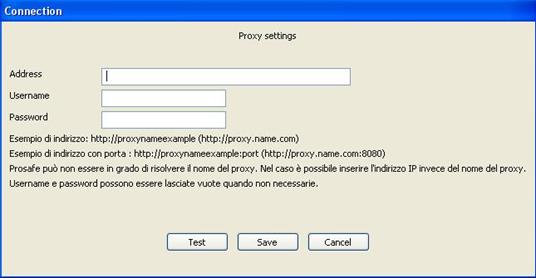 Connection
Proxy settings
Address
Username
Password
Esempio di indirizzo: http://proxynameexample (http://proxy.name.com)
Esempio di indirizzo con porta : http://proxynameexample:port (http://proxy.name.com:8080)
Prosafe può non essere in grado di risolvere il nome del proxy. Nel caso è possibile inserire l'indirizzo IP invece del nome del proxy.
Username e password possono essere lasciate vuote quando non necessarie.
Test Save Cancel